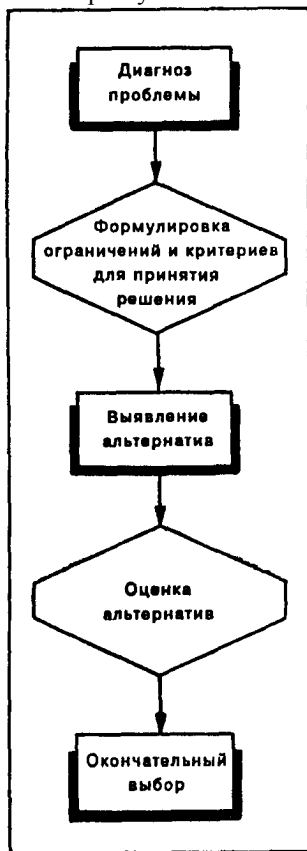 Диагноз
проблемы
Формулировка
ограничений и критериев
для принятия
решения
Выявление
альтернатив
Оценка
альтернатив
Окончательный
выбор